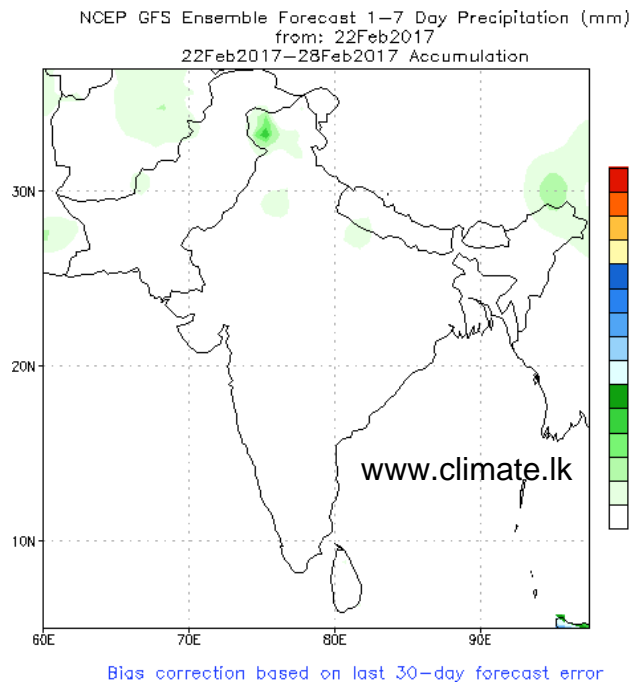 NCEP GFS Ensemble Forecast 1-7 Day Precipitation (mm)
from: 22Feb2017
22Feb2017-28Feb2017 Accumulation
30N
20N
www.climate.lk
10N
60E 70E 80E 90E
Bias correction based on last 30-day forecast error